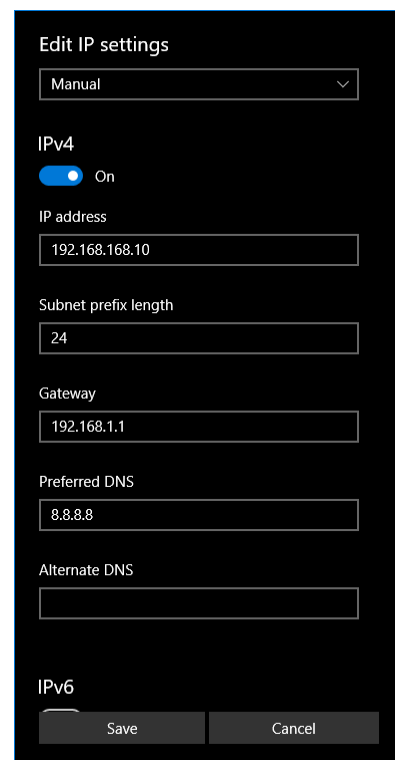 Edit IP settings
Manual
IPv4
On
IP address
192.168.168.10
Subnet prefix length
24
Gateway
192.168.1.1
Preferred DNS
8.8.8.8
Alternate DNS
IPv6
Save Cancel